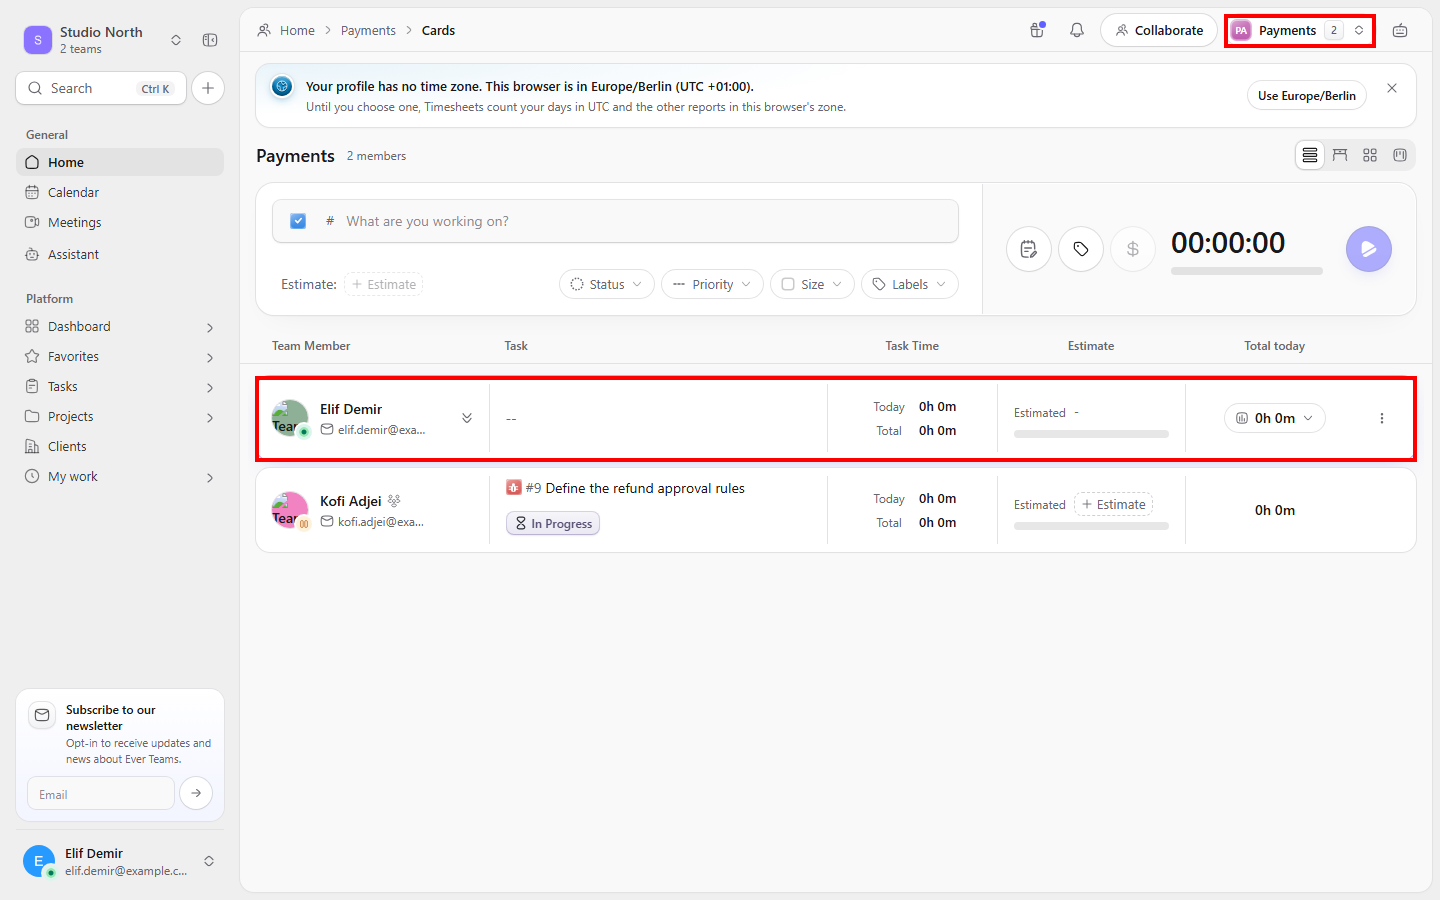 Studio North
2 teams
Search
Ctrl K
General
Home
Calendar
Meetings
Assistant
Platform
Dashboard
Favorites
Tasks
Projects
Clients
My work
Subscribe to our
newsletter
Opt-in to receive updates and
news about Ever Teams.
Email
E
Elif Demir
elif.demir@example.c...
Home
Payments
Cards
Collaborate
PA
Payments
2
Your profile has no time zone. This browser is in Europe/Berlin (UTC +01:00).
Until you choose one, Timesheets count your days in UTC and the other reports in this browser's zone.
Use Europe/Berlin
Payments
2 members
# What are you working on?
Estimate:
+ Estimate
Status
Priority
Size
Labels
$
00:00:00
Team Member
Task
Task Time
Estimate
Total today
Elif Demir
elif.demir@exa...
--
Today 0h 0m
Total 0h 0m
Estimated -
0h 0m
Kofi Adjei
kofi.adjei@exa...
#9 Define the refund approval rules
In Progress
Today 0h 0m
Total 0h 0m
Estimated + Estimate
0h 0m